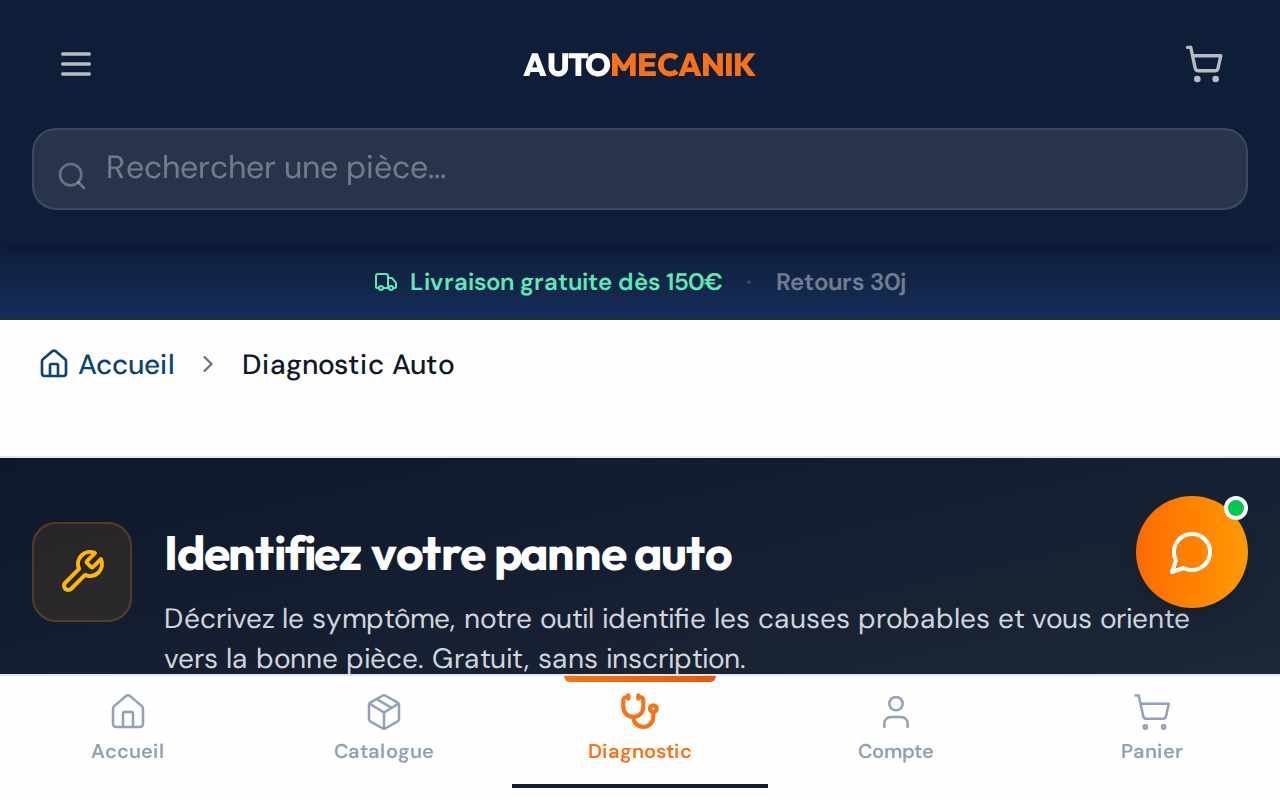 AUTOMECANIK
Rechercher une pièce...
Livraison gratuite dès 150€ · Retours 30j
Accueil > Diagnostic Auto
Identifiez votre panne auto
Décrivez le symptôme, notre outil identifie les causes probables et vous oriente
vers la bonne pièce. Gratuit, sans inscription.
Accueil Catalogue Diagnostic Compte Panier